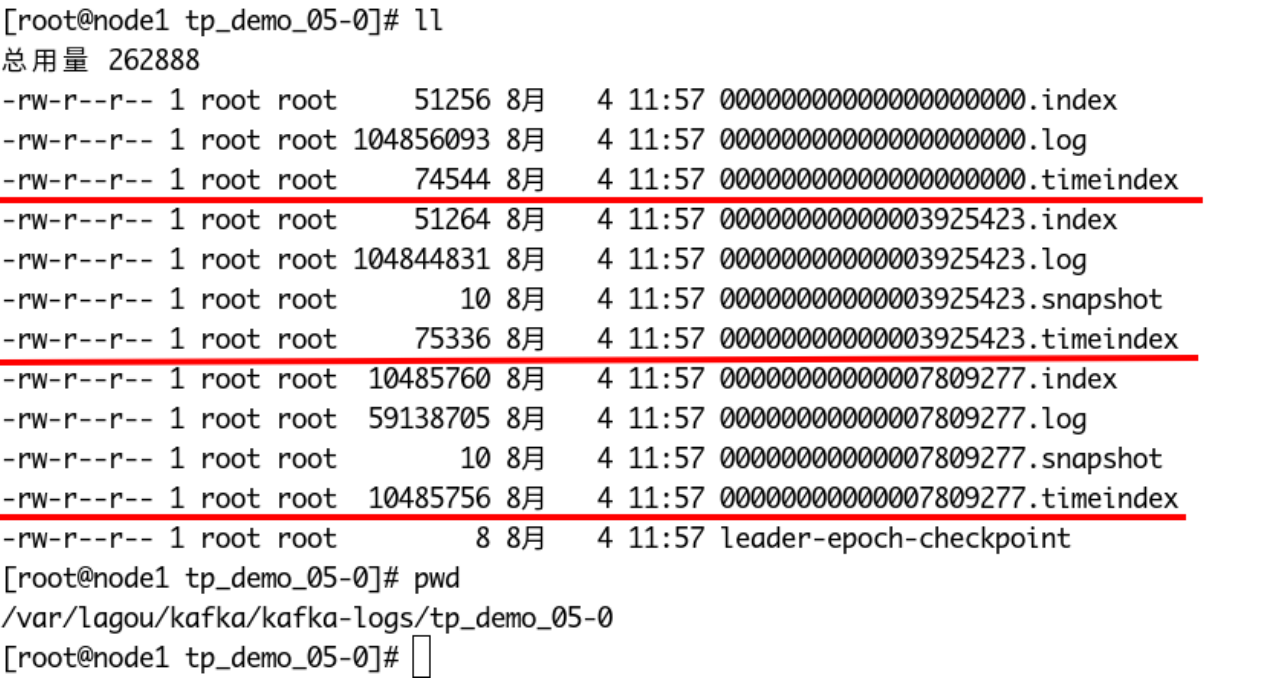 [root@node1 tp_demo_05-0]# ll
总用量 262888
-rw-r--r-- 1 root root     51256 8月   4 11:57 00000000000000000000.index
-rw-r--r-- 1 root root 104856093 8月   4 11:57 00000000000000000000.log
-rw-r--r-- 1 root root     74544 8月   4 11:57 00000000000000000000.timeindex
-rw-r--r-- 1 root root     51264 8月   4 11:57 00000000000003925423.index
-rw-r--r-- 1 root root 104844831 8月   4 11:57 00000000000003925423.log
-rw-r--r-- 1 root root        10 8月   4 11:57 00000000000003925423.snapshot
-rw-r--r-- 1 root root     75336 8月   4 11:57 00000000000003925423.timeindex
-rw-r--r-- 1 root root  10485760 8月   4 11:57 00000000000007809277.index
-rw-r--r-- 1 root root  59138705 8月   4 11:57 00000000000007809277.log
-rw-r--r-- 1 root root        10 8月   4 11:57 00000000000007809277.snapshot
-rw-r--r-- 1 root root  10485756 8月   4 11:57 00000000000007809277.timeindex
-rw-r--r-- 1 root root         8 8月   4 11:57 leader-epoch-checkpoint
[root@node1 tp_demo_05-0]# pwd
/var/lagou/kafka/kafka-logs/tp_demo_05-0
[root@node1 tp_demo_05-0]#